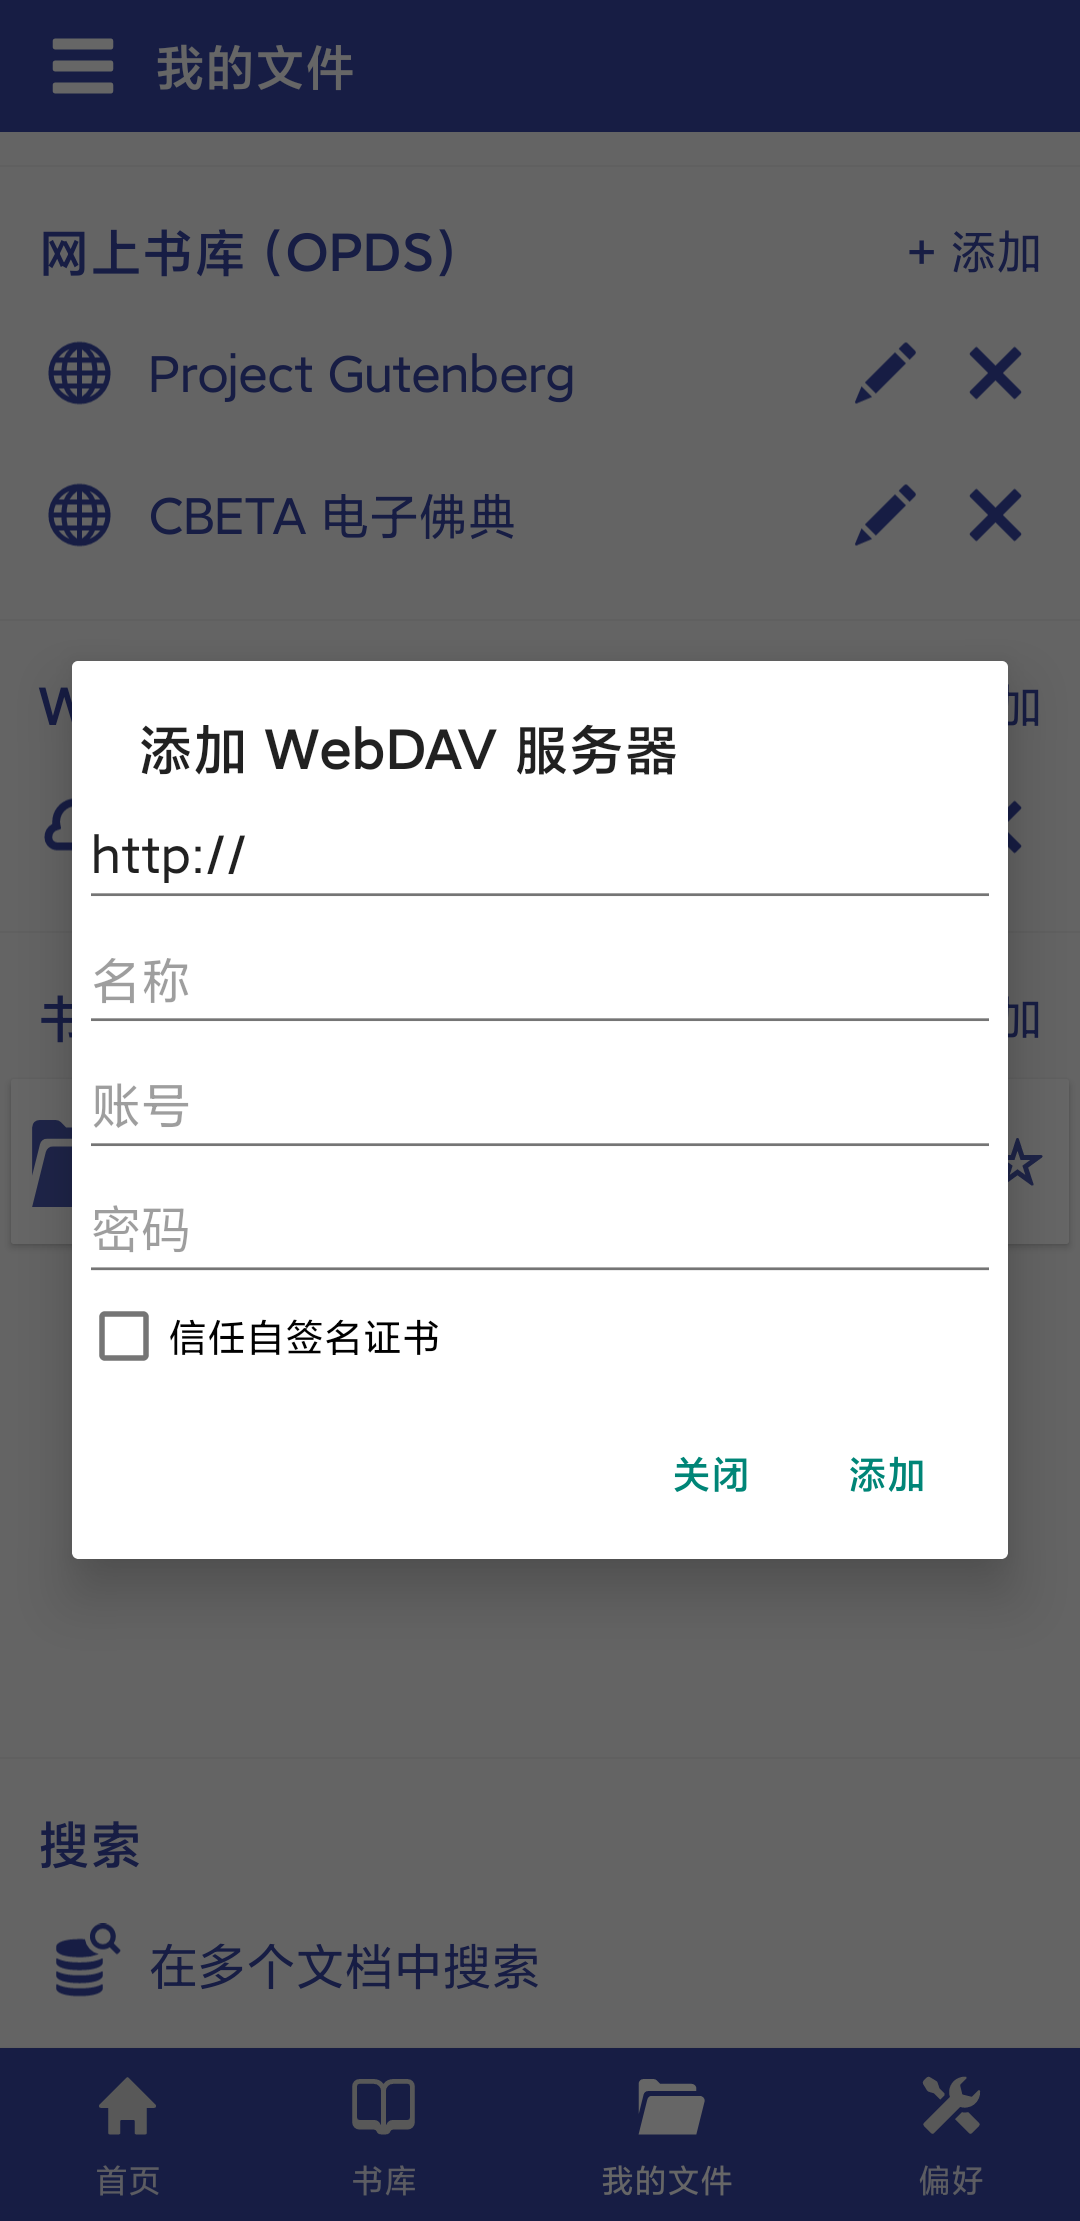 我的文件
网上书库 (OPDS)
+ 添加
Project Gutenberg
CBETA 电子佛典
W
加
添加 WebDAV 服务器
http://
名称
账号
密码
信任自签名证书
关闭
添加
加
搜索
在多个文档中搜索
首页
书库
我的文件
偏好